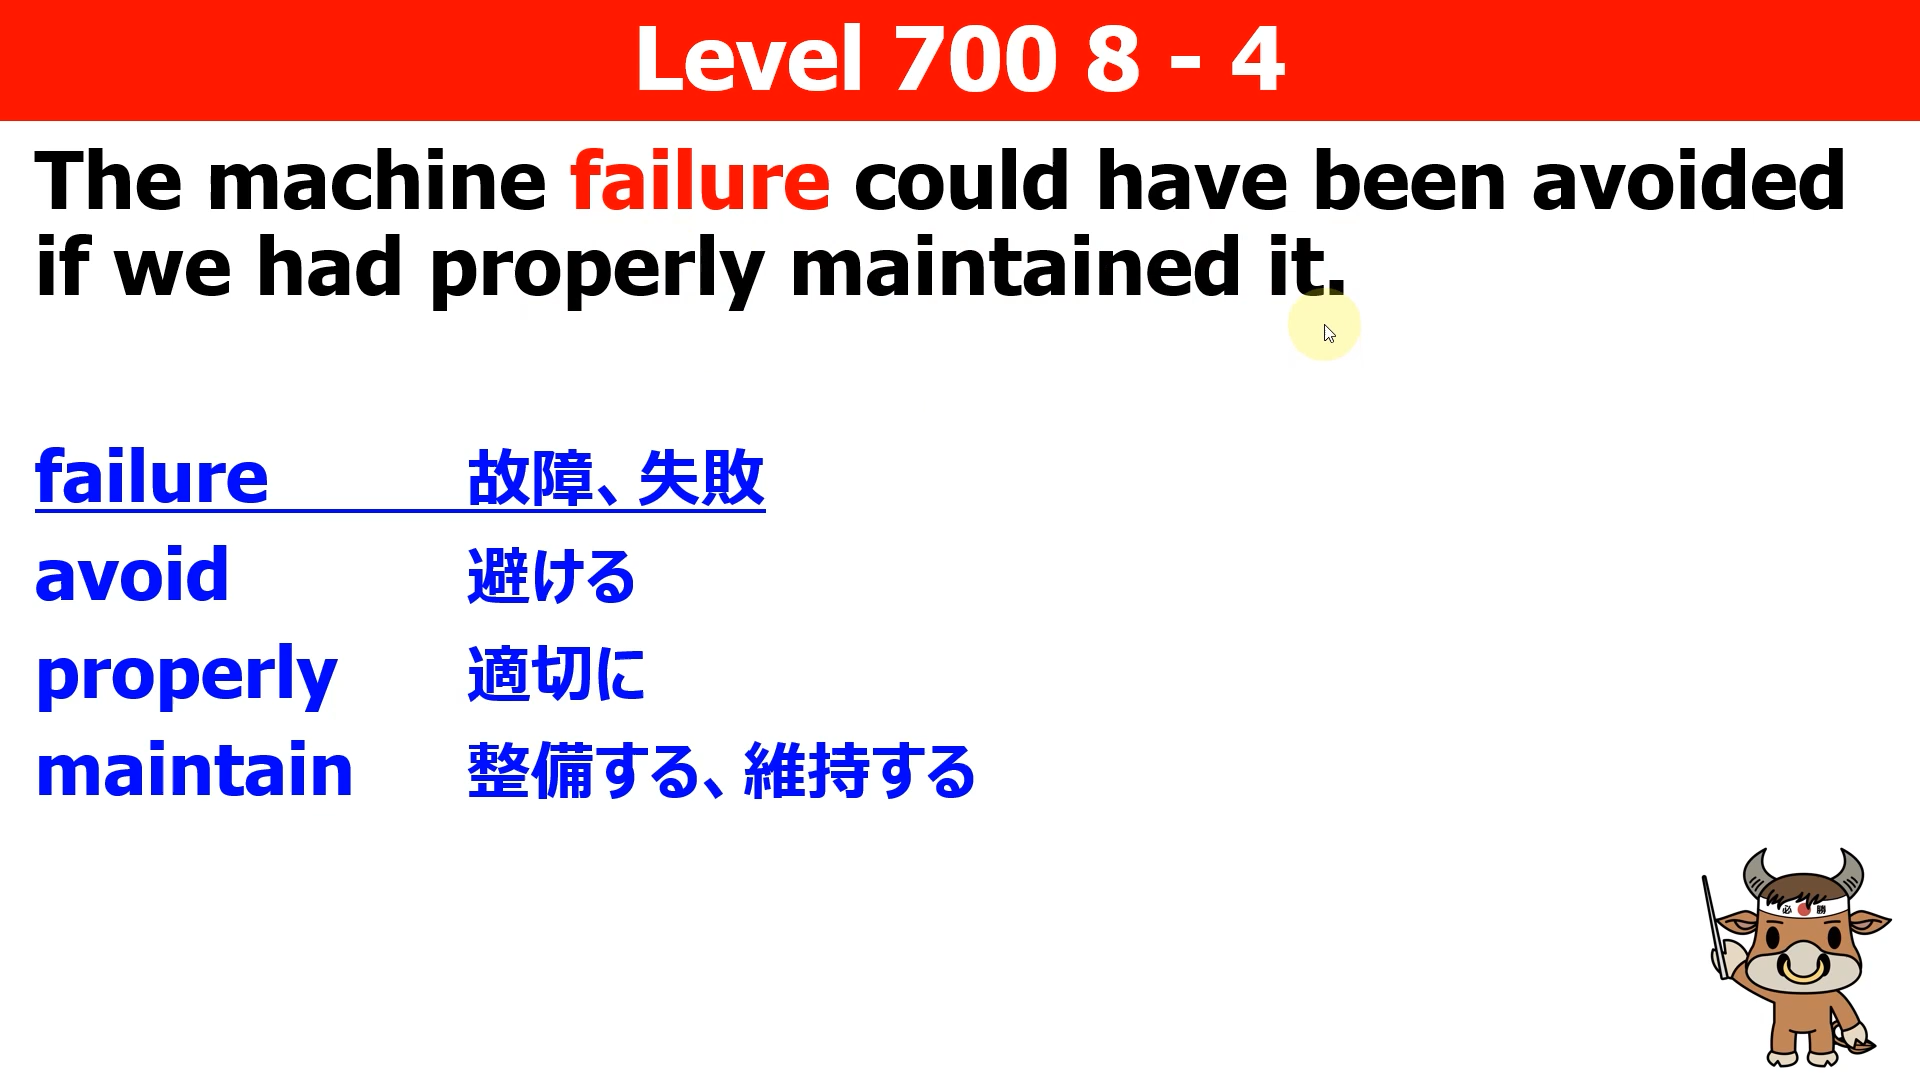 Level 700 8 - 4
The machine failure could have been avoided
if we had properly maintained it.
failure 故障、失敗
avoid 避ける
properly 適切に
maintain 整備する、維持する
必 勝